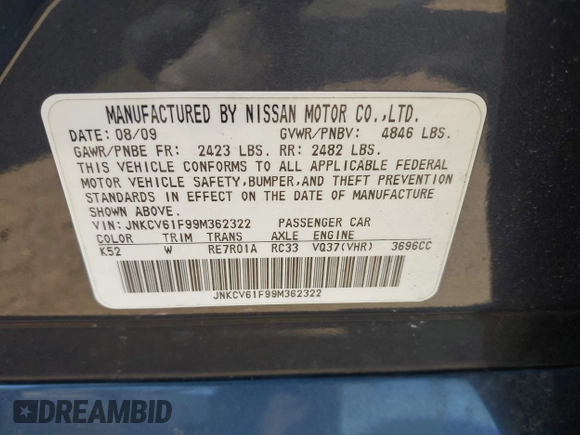 MANUFACTURED BY NISSAN MOTOR CO.,LTD.
DATE: 08/09 GVWR/PNBV: 4846 LBS.
GAWR/PNBE FR: 2423 LBS. RR: 2482 LBS.
THIS VEHICLE CONFORMS TO ALL APPLICABLE FEDERAL
MOTOR VEHICLE SAFETY,BUMPER,AND THEFT PREVENTION
STANDARDS IN EFFECT ON THE DATE OF MANUFACTURE
SHOWN ABOVE.
VIN: JNKCV61F99M362322 PASSENGER CAR
COLOR TRIM TRANS AXLE ENGINE
K52 W RE7R01A RC33 VQ37(VHR) 3696CC
JNKCV61F99M362322
DREAMBID